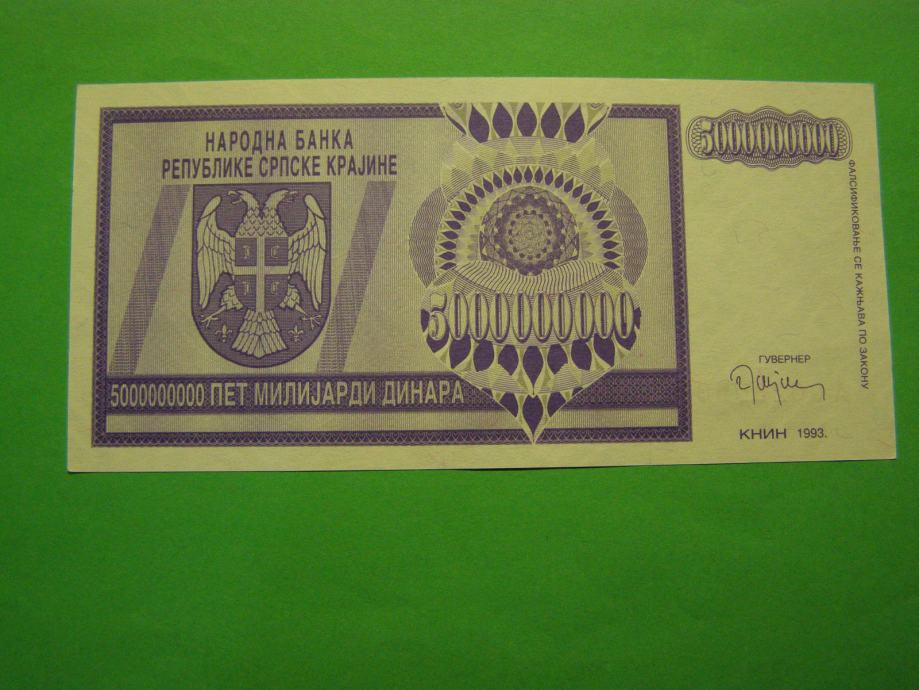 НАРОДНА БАНКА
РЕПУБЛИКЕ СРПСКЕ КРАЈИНЕ
5000000000
5000000000
5000000000 ПЕТ МИЛИЈАРДИ ДИНАРА
ФАЛСИФИКОВАЊЕ СЕ КАЖЊАВА ПО ЗАКОНУ
ГУВЕРНЕР
КНИН 1993.